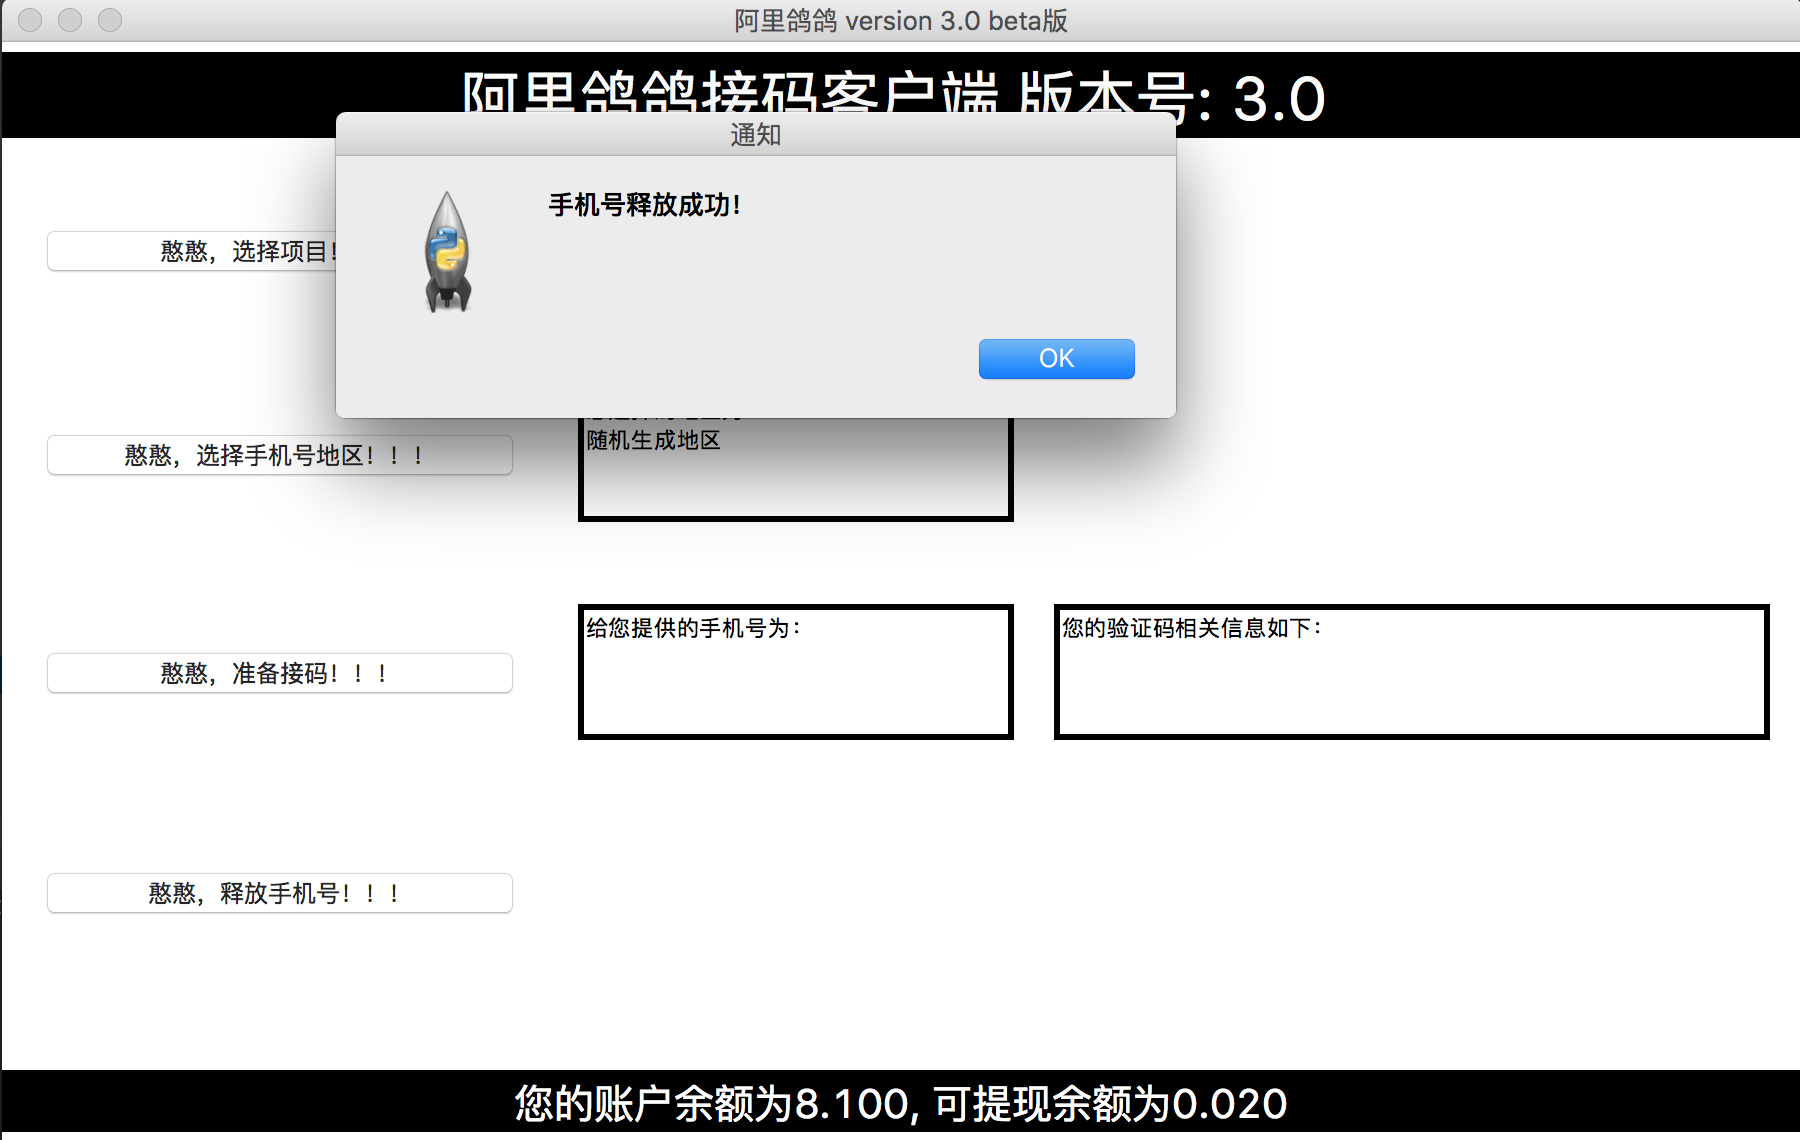 阿里鸽鸽 version 3.0 beta版
阿里鸽鸽接码客户端 版本号: 3.0
通知
手机号释放成功！
OK
憨憨，选择项目！
随机生成地区
憨憨，选择手机号地区！！！
给您提供的手机号为：
您的验证码相关信息如下：
憨憨，准备接码！！！
憨憨，释放手机号！！！
您的账户余额为8.100, 可提现余额为0.020